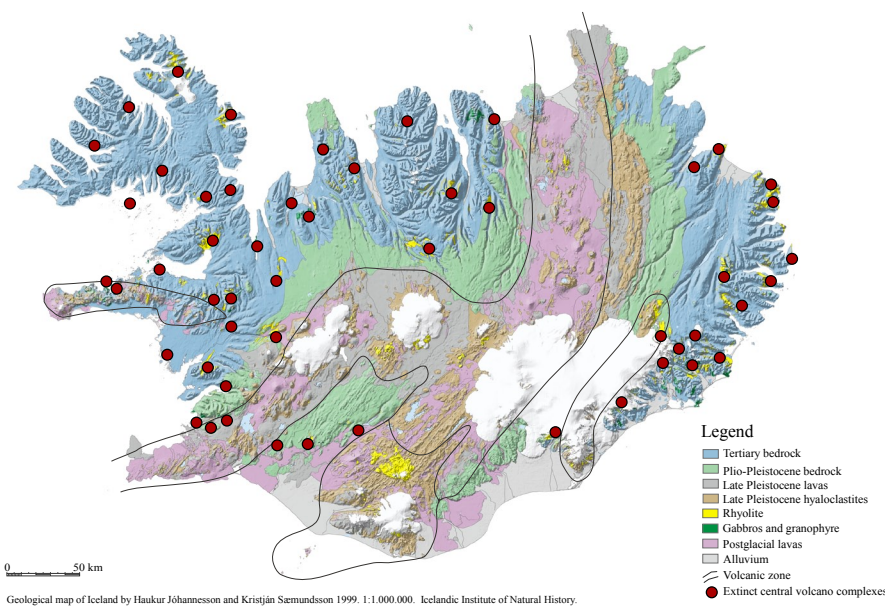 Legend
Tertiary bedrock
Plio-Pleistocene bedrock
Late Pleistocene lavas
Late Pleistocene hyaloclastites
Rhyolite
Gabbros and granophyre
Postglacial lavas
Alluvium
Volcanic zone
Extinct central volcano complexes
0 50 km
Geological map of Iceland by Haukur Jóhannesson and Kristján Sæmundsson 1999. 1:1.000.000. Icelandic Institute of Natural History.